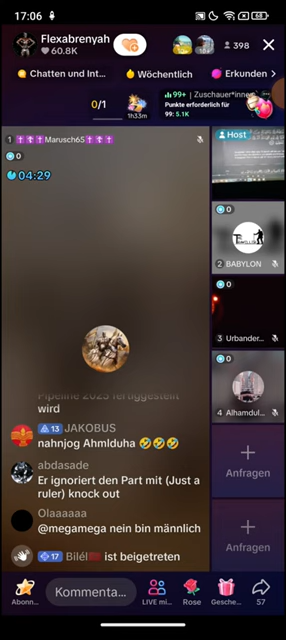 17:06
68
Flexabrenyah
60.8K
398
Chatten und Int...
Wöchentlich
Erkunden
0/1
1h33m
99+ | Zuschauer*innen
Punkte erforderlich für
99: 5.1K
1 Marusch65
0
04:29
Host
0
2 BABYLON
0
3 Urbander...
0
4 Alhamdul...
Anfragen
Anfragen
Pipeline 2025 fertiggestellt
wird
13 JAKOBUS
nahnjog Ahmlduha 🤣🤣🤣
abdasade
Er ignoriert den Part mit (Just a
ruler) knock out
Olaaaaaa
@megamega nein bin männlich
17 Bilél🇲🇦 ist beigetreten
Abonn...
Kommenta...
LIVE mi...
Rose
Gesche...
57